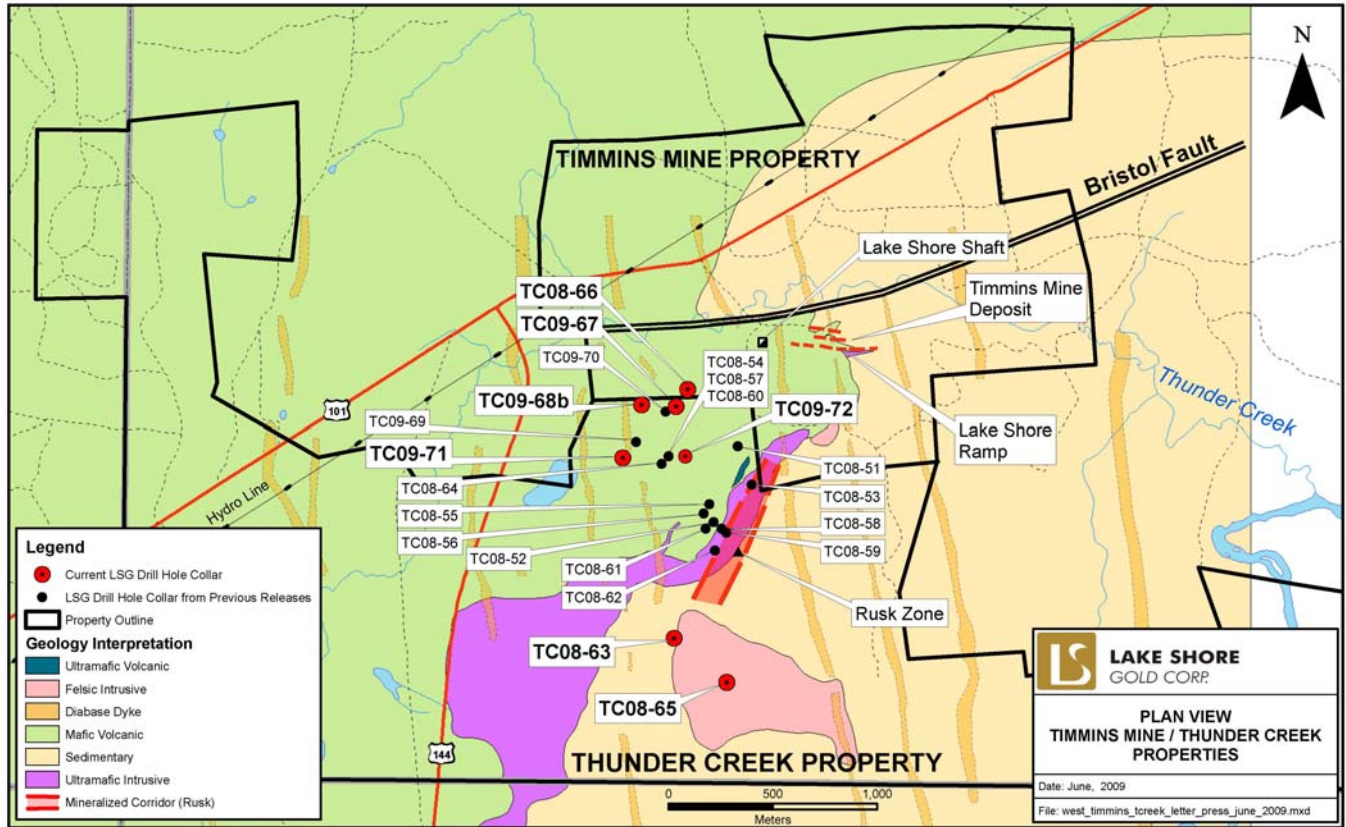 N
TIMMINS MINE PROPERTY
Bristol Fault
Lake Shore Shaft
Timmins Mine
Deposit
TC08-66
TC09-67
TC09-70
TC08-54
TC08-57
TC08-60
Thunder Creek
TC09-68b
TC09-72
101
TC09-69
Lake Shore
Ramp
TC09-71
TC08-51
TC08-64
TC08-53
Hydro Line
TC08-55
TC08-58
TC08-56
TC08-59
TC08-52
TC08-61
TC08-62
Rusk Zone
TC08-63
TC08-65
144
THUNDER CREEK PROPERTY
0 500 1,000
Meters
Legend
Current LSG Drill Hole Collar
LSG Drill Hole Collar from Previous Releases
Property Outline
Geology Interpretation
Ultramafic Volcanic
Felsic Intrusive
Diabase Dyke
Mafic Volcanic
Sedimentary
Ultramafic Intrusive
Mineralized Corridor (Rusk)
LS
LAKE SHORE
GOLD CORP.
PLAN VIEW
TIMMINS MINE / THUNDER CREEK
PROPERTIES
Date: June, 2009
File: west_timmins_tcreek_letter_press_june_2009.mxd